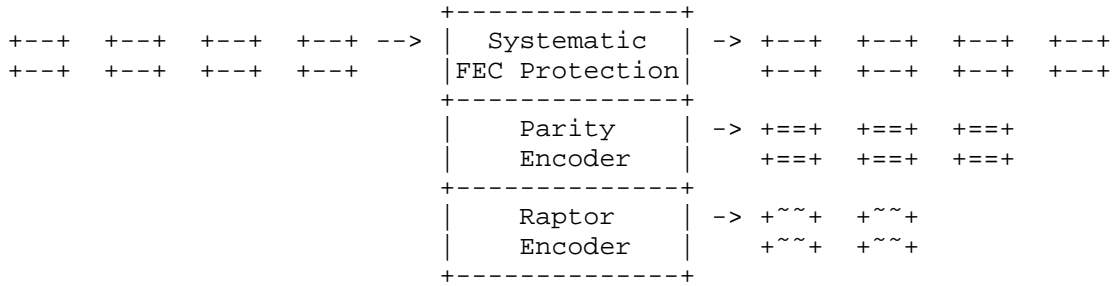 +--------------+
+--+  +--+  +--+  +--+ -->    |  Systematic  | -> +--+  +--+  +--+  +--+
+--+  +--+  +--+  +--+        |FEC Protection|    +--+  +--+  +--+  +--+
                              +--------------+
                              |    Parity    | -> +==+  +==+  +==+
                              |    Encoder   |    +==+  +==+  +==+
                              +--------------+
                              |    Raptor    | -> +~~+  +~~+
                              |    Encoder   |    +~~+  +~~+
                              +--------------+